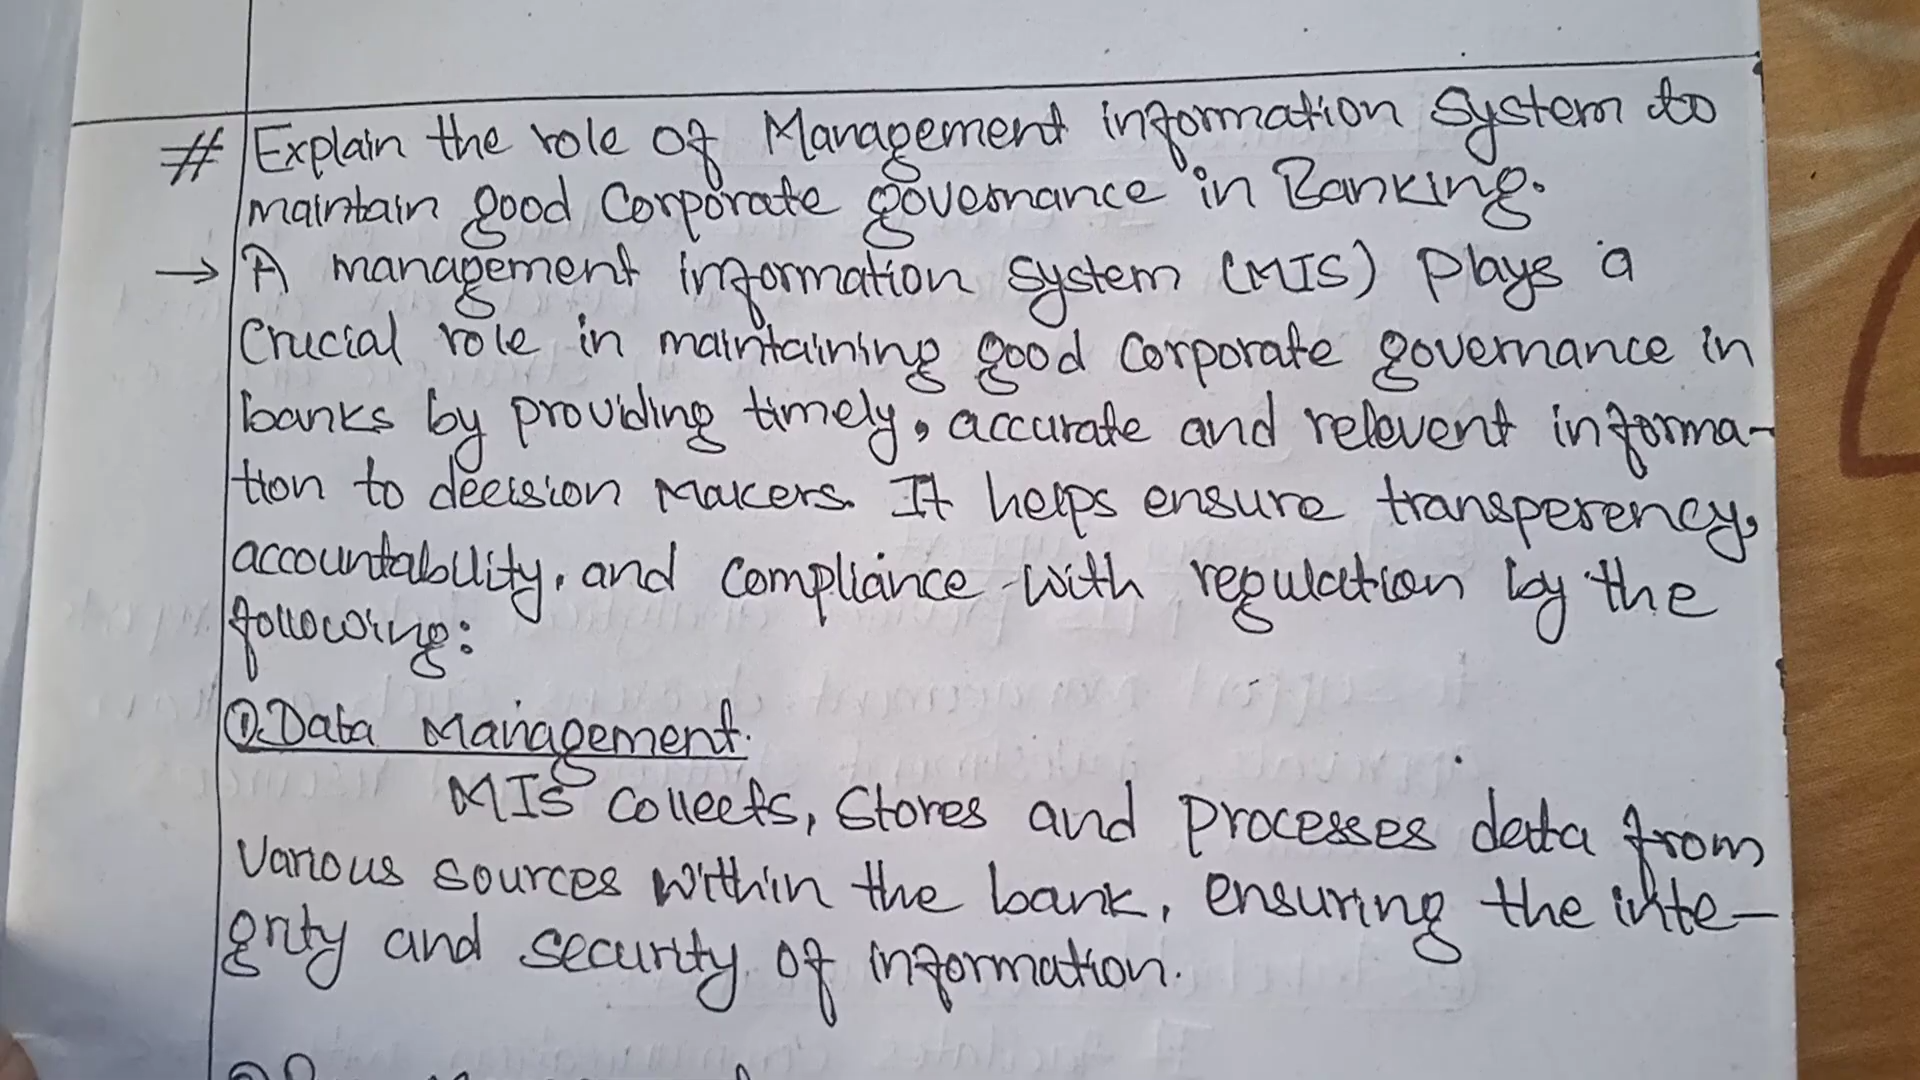 # Explain the role of Management information system to
maintain good Corporate governance in Banking.
→ A management information system (MIS) plays a
crucial role in maintaining good corporate governance in
banks by providing timely, accurate and relevent informa-
tion to decision makers. It helps ensure transperency,
accountability, and compliance with regulation by the
following:
①. Data Management.
MIS collects, stores and processes data from
various sources within the bank, ensuring the inte-
grity and security of information.